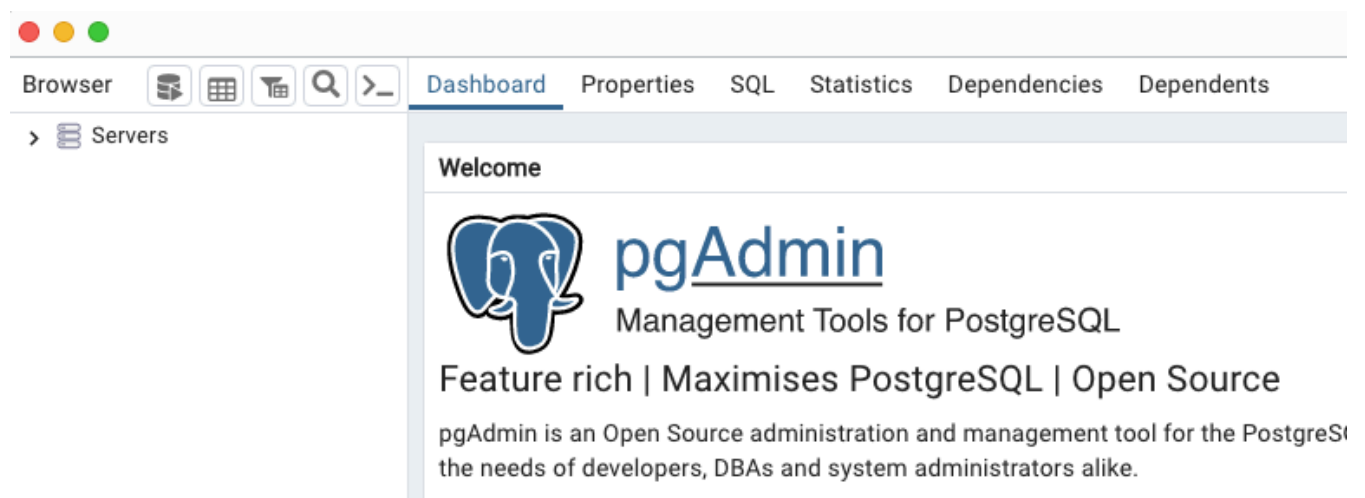 Browser
Dashboard Properties SQL Statistics Dependencies Dependents
Servers
Welcome
pgAdmin
Management Tools for PostgreSQL
Feature rich | Maximises PostgreSQL | Open Source
pgAdmin is an Open Source administration and management tool for the
the needs of developers, DBAs and system administrators alike.